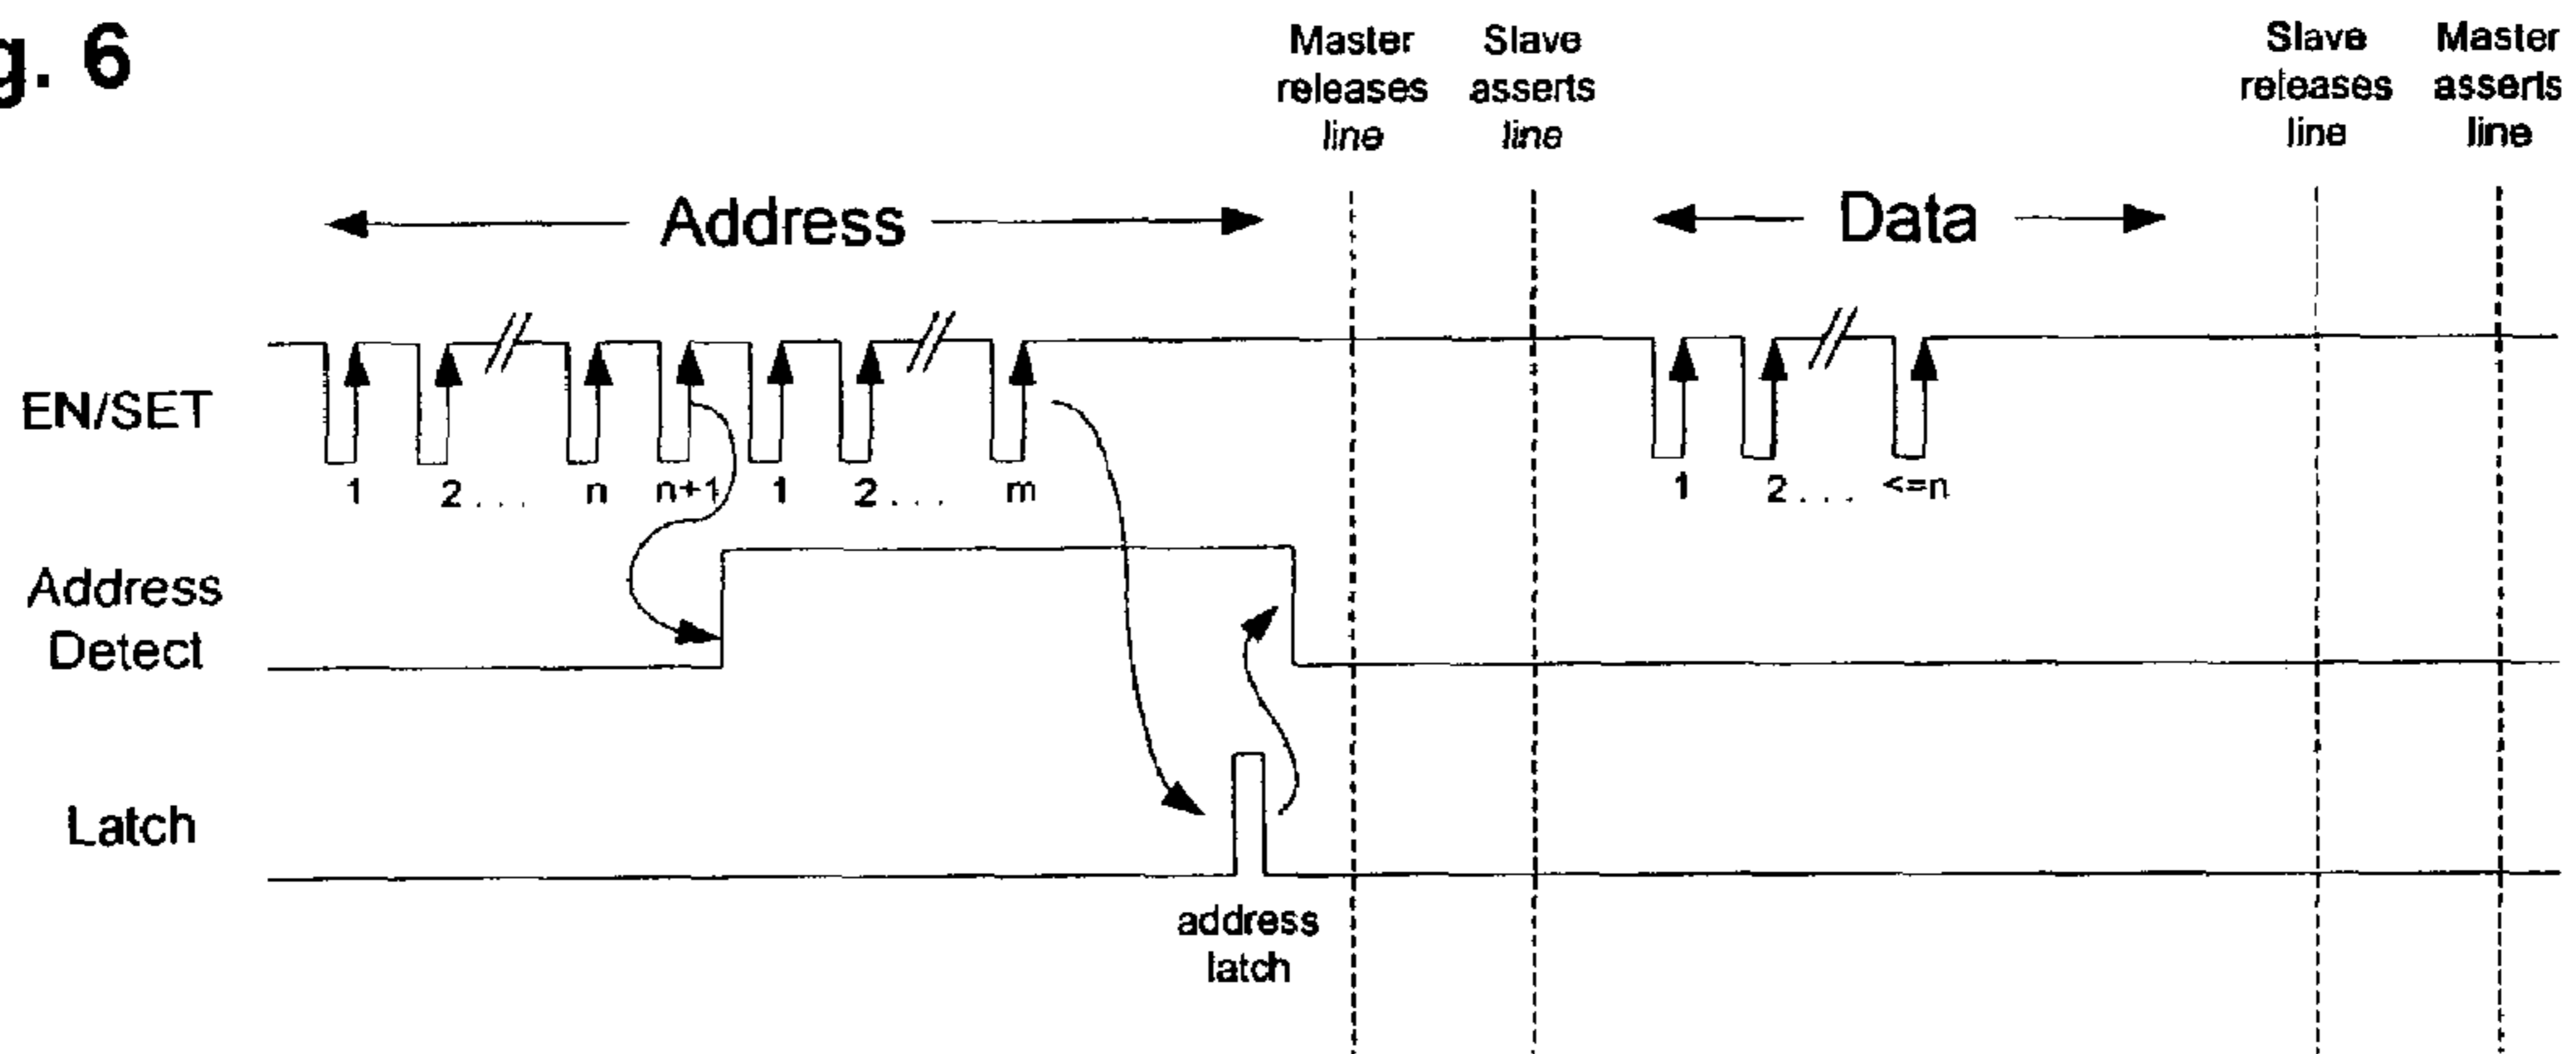 g. 6
Master releases line
Slave asserts line
Slave releases line
Master asserts line
Address
Data
EN/SET
1 2 . . . n n+1 1 2 . . . m 1 2 . . . <=n
Address
Detect
Latch
address
latch